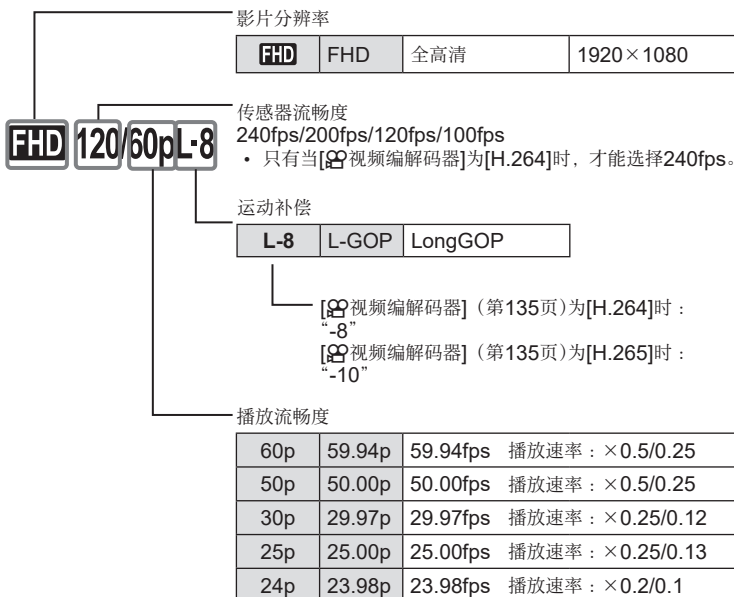 影片分辨率
FHD FHD 全高清 1920×1080
传感器流畅度
FHD 120/60p L-8
240fps/200fps/120fps/100fps
• 只有当[视频编解码器]为[H.264]时，才能选择240fps。
运动补偿
L-8 L-GOP LongGOP
[视频编解码器]（第135页）为[H.264]时：
“-8”
[视频编解码器]（第135页）为[H.265]时：
“-10”
播放流畅度
60p 59.94p 59.94fps 播放速率：×0.5/0.25
50p 50.00p 50.00fps 播放速率：×0.5/0.25
30p 29.97p 29.97fps 播放速率：×0.25/0.12
25p 25.00p 25.00fps 播放速率：×0.25/0.13
24p 23.98p 23.98fps 播放速率：×0.2/0.1